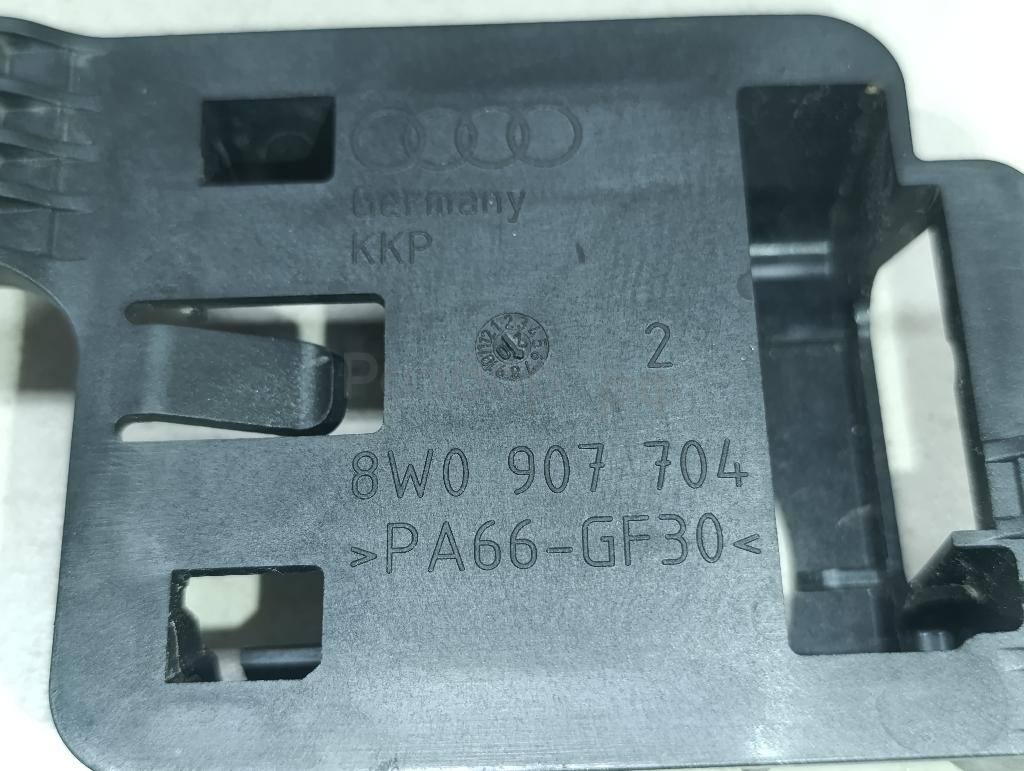 Germany
KKP
2
8W0 907 704
>PA66-GF30<